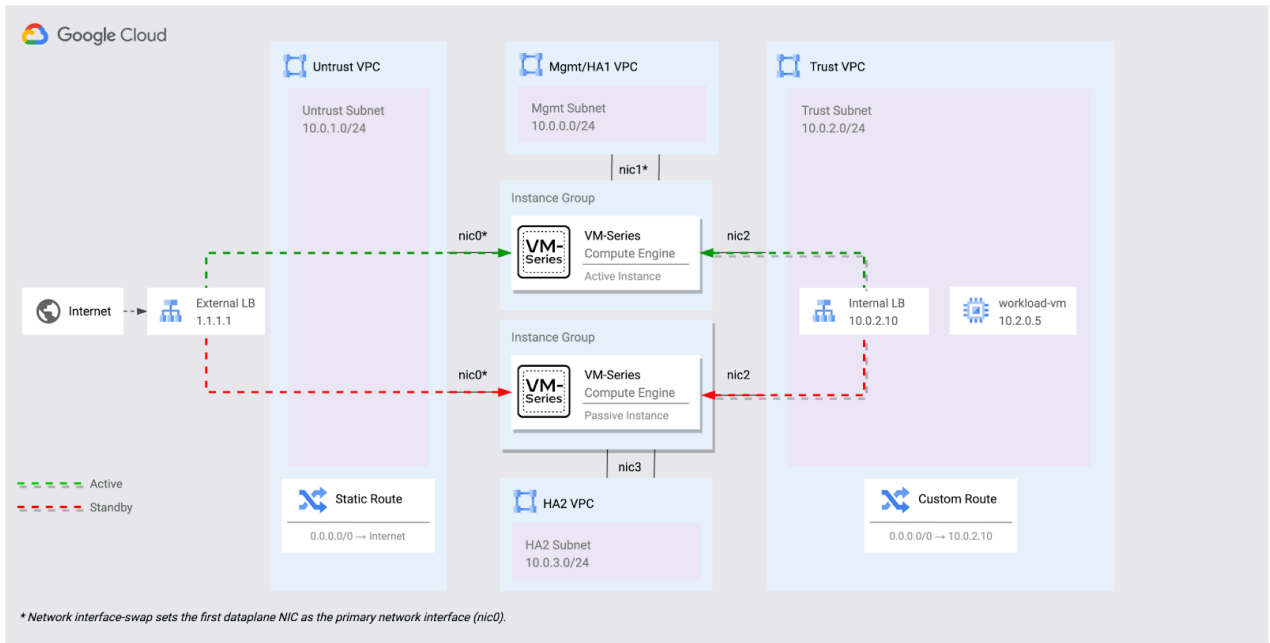 Google Cloud
Untrust VPC
Untrust Subnet
10.0.1.0/24
Mgmt/HA1 VPC
Mgmt Subnet
10.0.0.0/24
Trust VPC
Trust Subnet
10.0.2.0/24
nic1*
Instance Group
nic0*
VM-
Series
VM-Series
Compute Engine
Active Instance
nic2
Internet
External LB
1.1.1.1
Internal LB
10.0.2.10
workload-vm
10.2.0.5
Instance Group
nic0*
VM-
Series
VM-Series
Compute Engine
Passive Instance
nic2
nic3
Active
Standby
Static Route
0.0.0.0/0 → Internet
HA2 VPC
HA2 Subnet
10.0.3.0/24
Custom Route
0.0.0.0/0 → 10.0.2.10
* Network interface-swap sets the first dataplane NIC as the primary network interface (nic0).